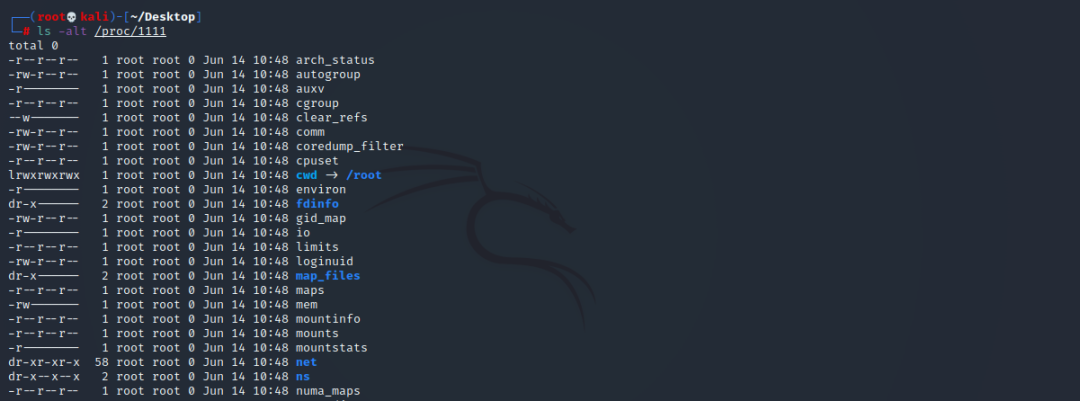 ┌──(root💀kali)-[~/Desktop]
└─# ls -alt /proc/1111
total 0
-r--r--r--   1 root root 0 Jun 14 10:48 arch_status
-rw-r--r--   1 root root 0 Jun 14 10:48 autogroup
-r--------   1 root root 0 Jun 14 10:48 auxv
-r--r--r--   1 root root 0 Jun 14 10:48 cgroup
--w-------   1 root root 0 Jun 14 10:48 clear_refs
-rw-r--r--   1 root root 0 Jun 14 10:48 comm
-rw-r--r--   1 root root 0 Jun 14 10:48 coredump_filter
-r--r--r--   1 root root 0 Jun 14 10:48 cpuset
lrwxrwxrwx   1 root root 0 Jun 14 10:48 cwd -> /root
-r--------   1 root root 0 Jun 14 10:48 environ
dr-x------   2 root root 0 Jun 14 10:48 fdinfo
-rw-r--r--   1 root root 0 Jun 14 10:48 gid_map
-r--------   1 root root 0 Jun 14 10:48 io
-r--r--r--   1 root root 0 Jun 14 10:48 limits
-rw-r--r--   1 root root 0 Jun 14 10:48 loginuid
dr-x------   2 root root 0 Jun 14 10:48 map_files
-r--r--r--   1 root root 0 Jun 14 10:48 maps
-rw-------   1 root root 0 Jun 14 10:48 mem
-r--r--r--   1 root root 0 Jun 14 10:48 mountinfo
-r--r--r--   1 root root 0 Jun 14 10:48 mounts
-r--------   1 root root 0 Jun 14 10:48 mountstats
dr-xr-xr-x  58 root root 0 Jun 14 10:48 net
dr-x--x--x   2 root root 0 Jun 14 10:48 ns
-r--r--r--   1 root root 0 Jun 14 10:48 numa_maps